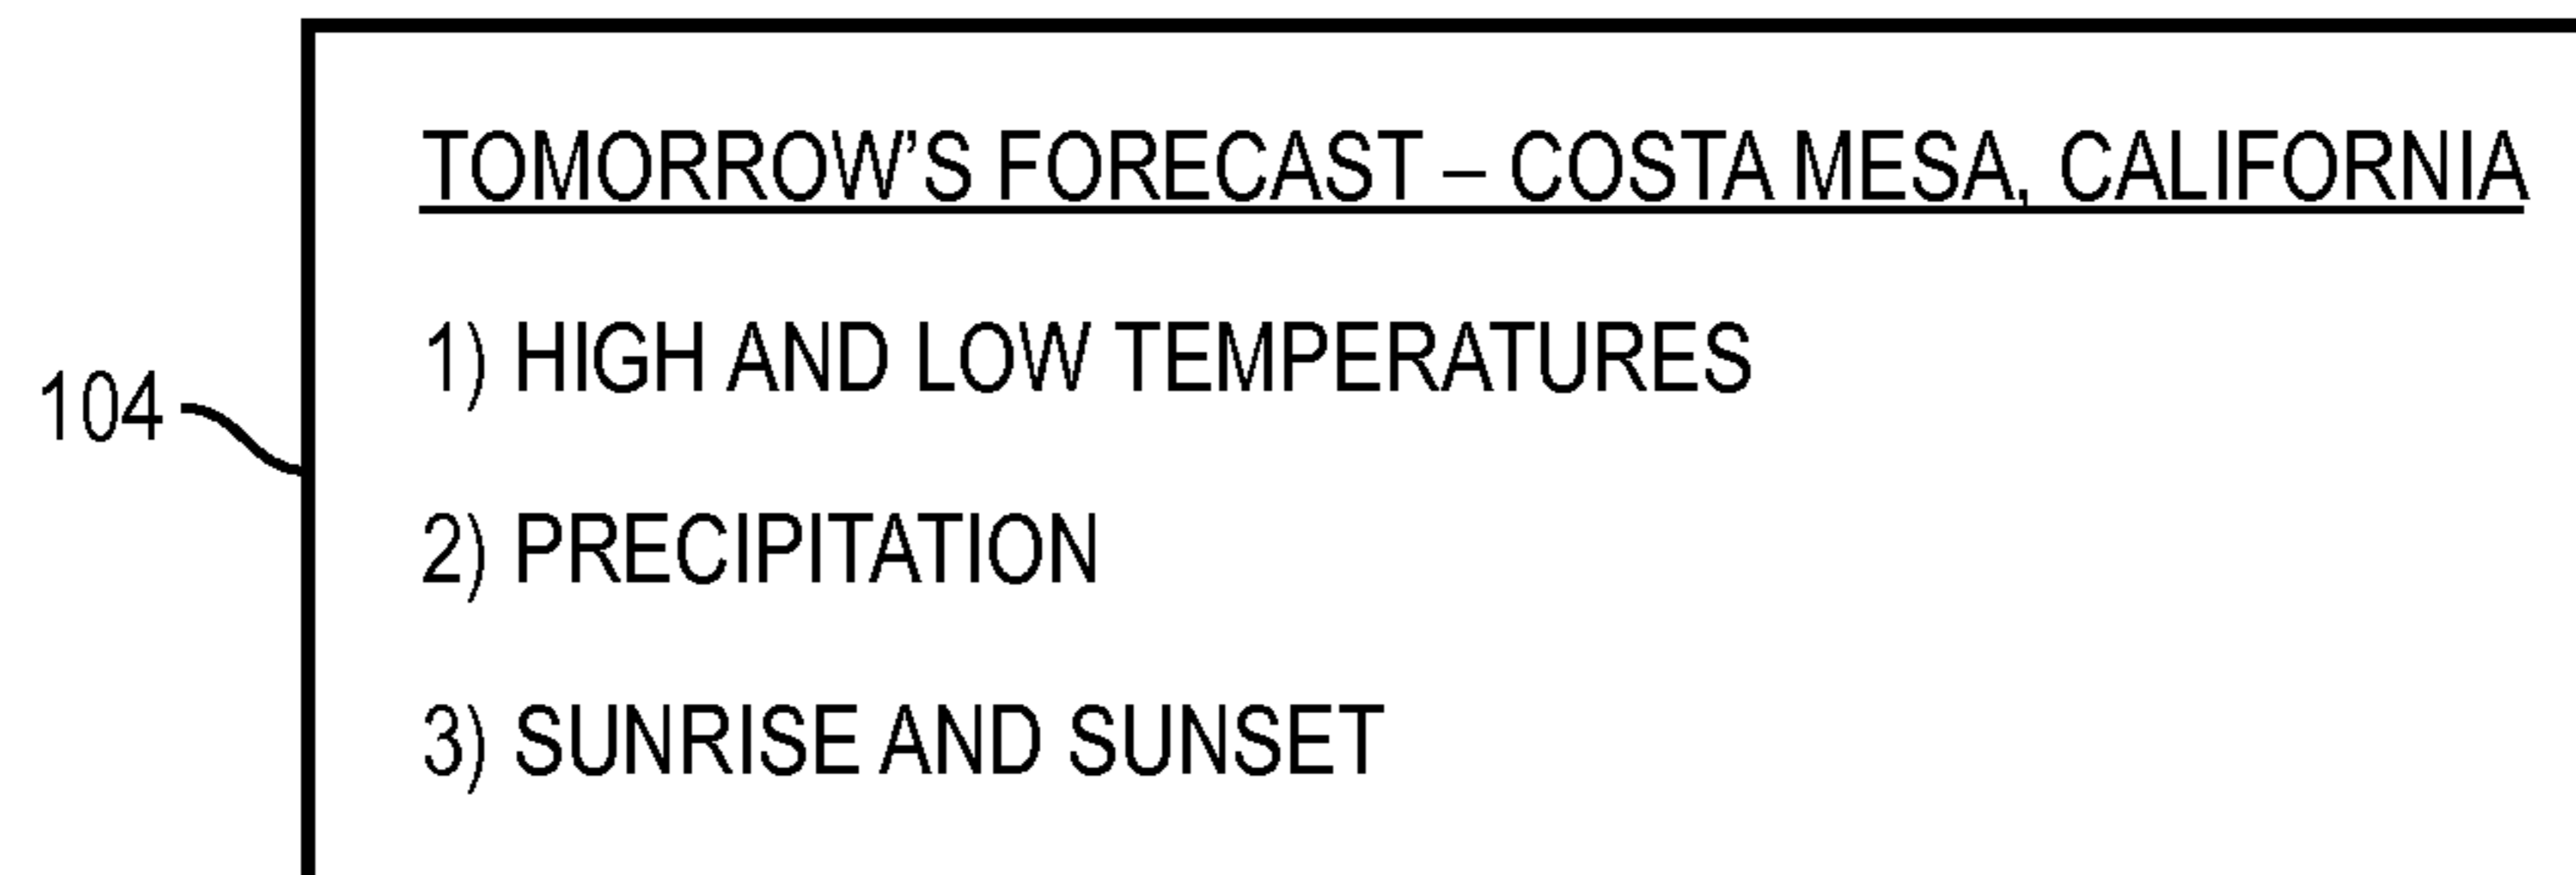 TOMORROW’S FORECAST – COSTA MESA, CALIFORNIA
1) HIGH AND LOW TEMPERATURES
104
2) PRECIPITATION
3) SUNRISE AND SUNSET